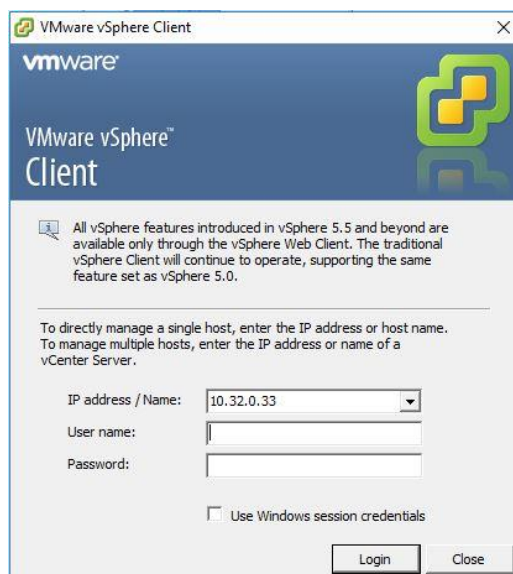 VMware vSphere Client
vmware
VMware vSphere™
Client
All vSphere features introduced in vSphere 5.5 and beyond are
available only through the vSphere Web Client. The traditional
vSphere Client will continue to operate, supporting the same
feature set as vSphere 5.0.
To directly manage a single host, enter the IP address or host name.
To manage multiple hosts, enter the IP address or name of a
vCenter Server.
IP address / Name: 10.32.0.33
User name:
Password:
Use Windows session credentials
Login Close